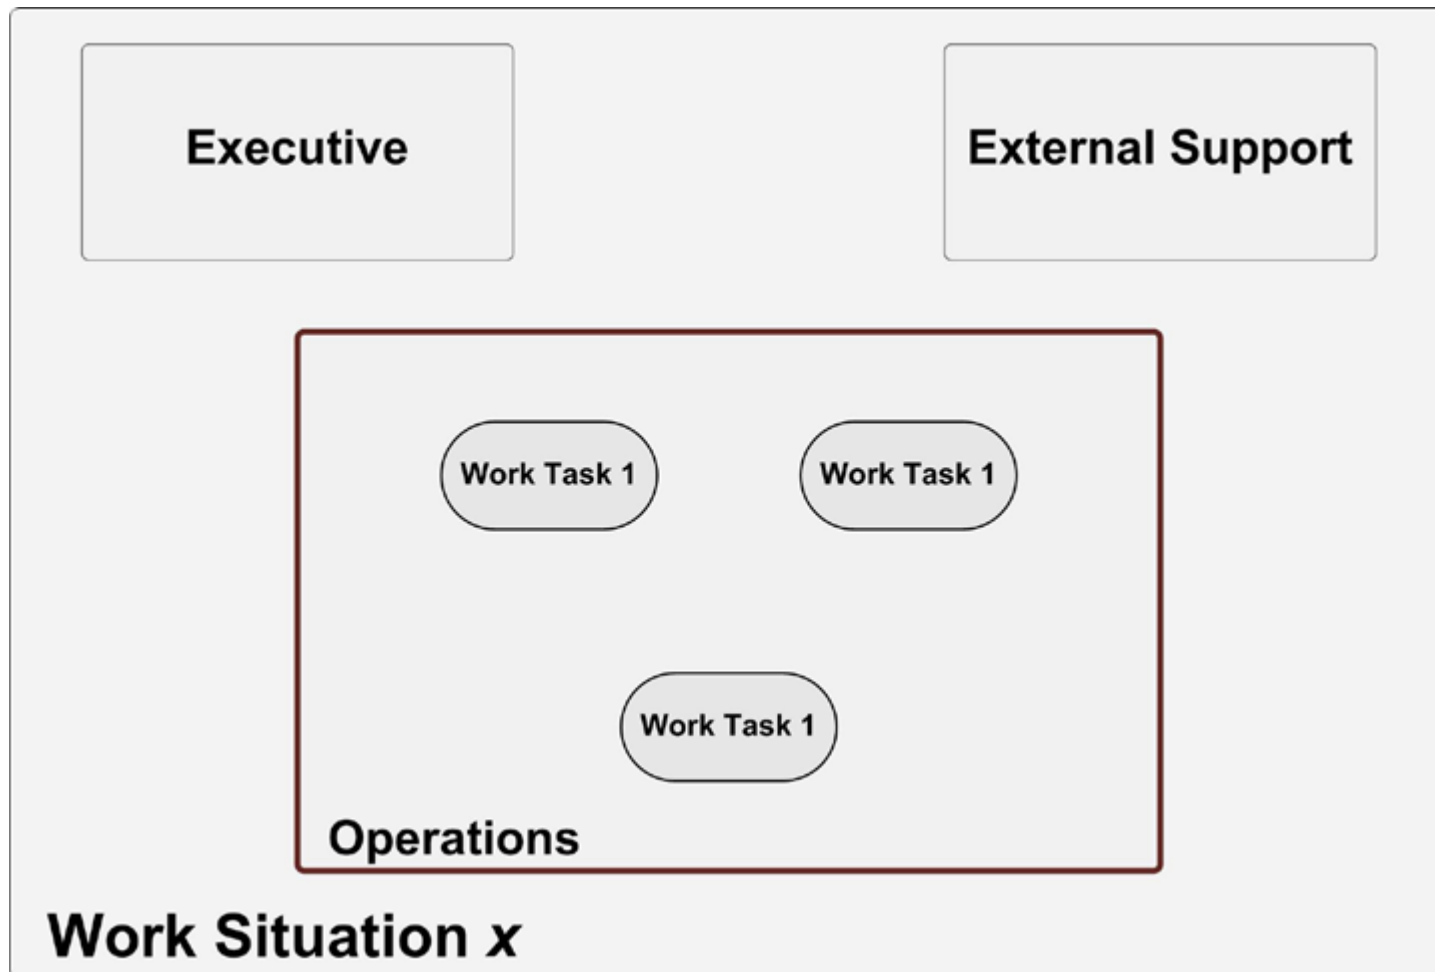 Executive
External Support
Work Task 1
Work Task 1
Work Task 1
Operations
Work Situation x